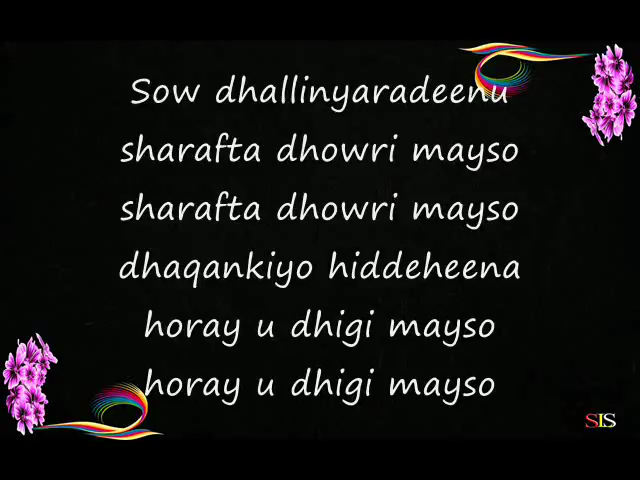 Sow dhallinyaradeenu
sharafta dhowri mayso
sharafta dhowri mayso
dhaqankiyo hiddeheena
horay u dhigi mayso
horay u dhigi mayso
SIS